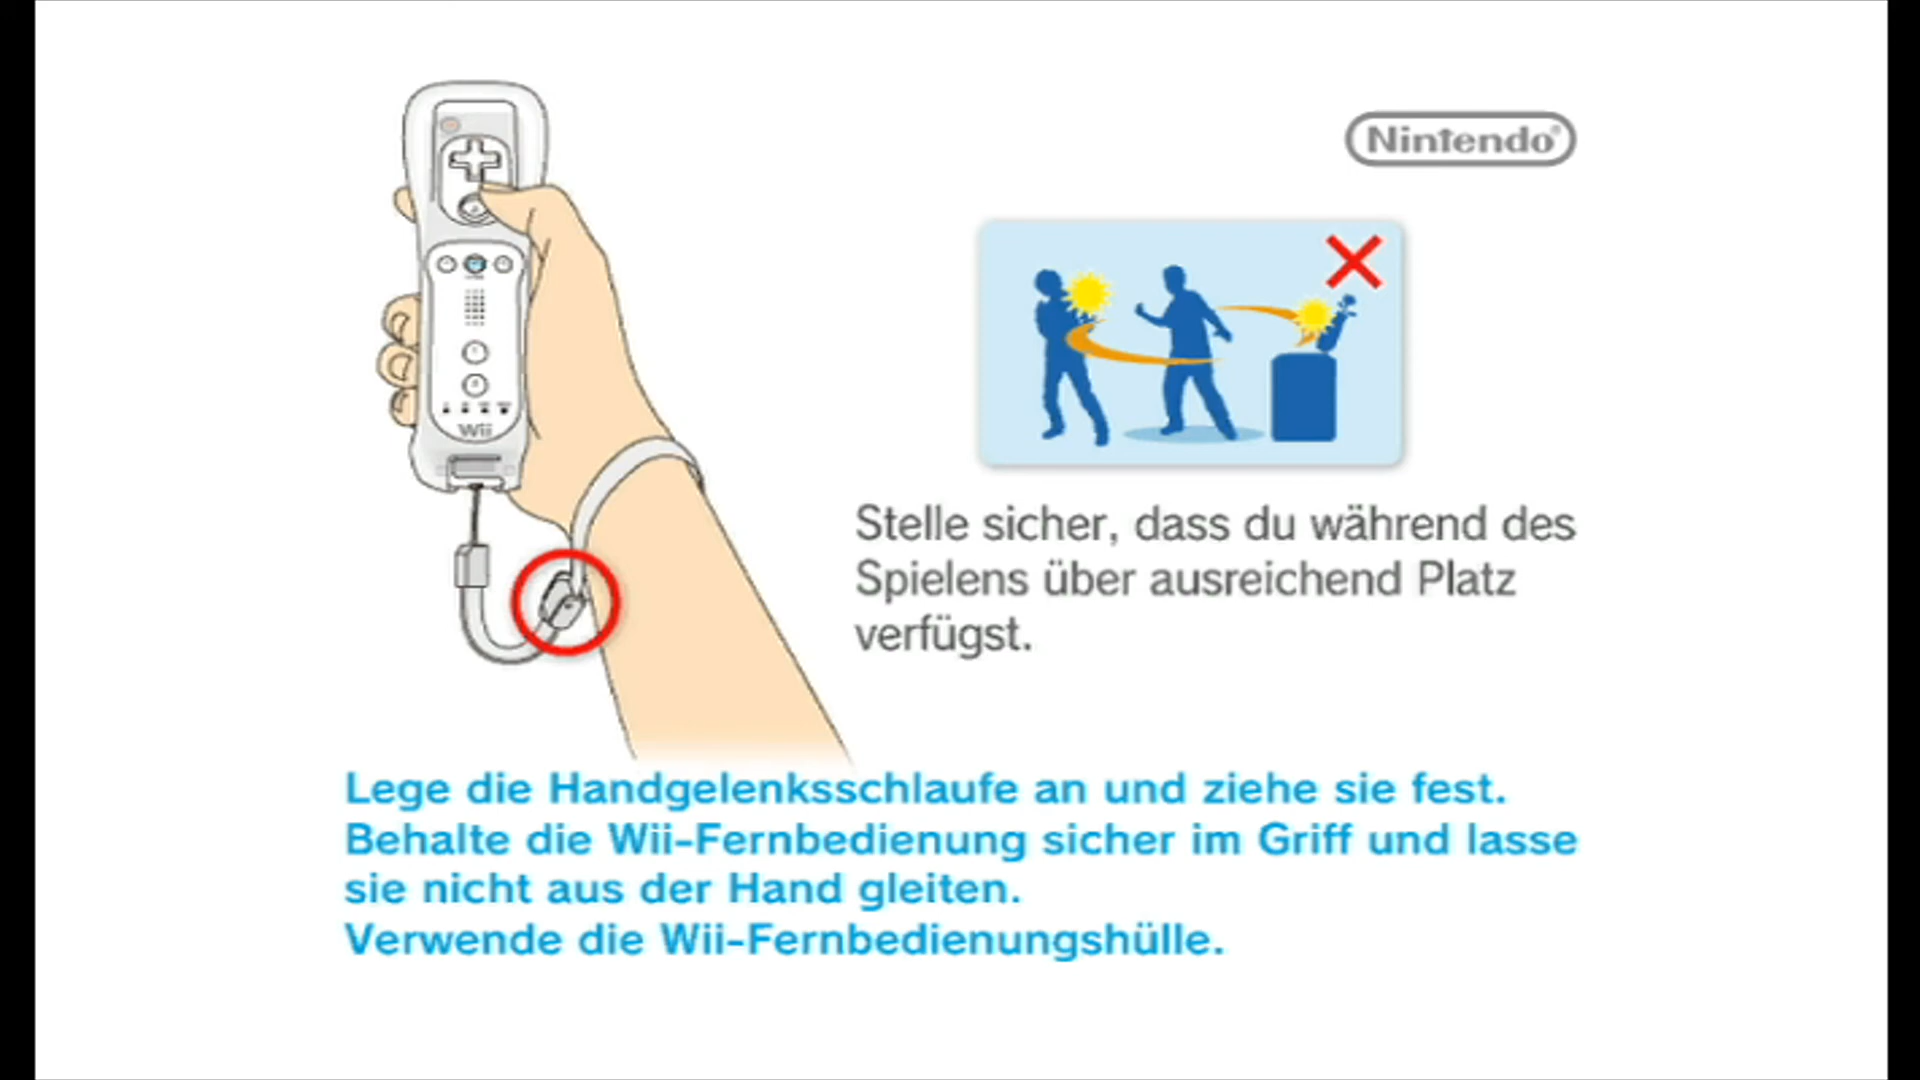 Nintendo®
Wii
Stelle sicher, dass du während des
Spielens über ausreichend Platz
verfügst.
Lege die Handgelenksschlaufe an und ziehe sie fest.
Behalte die Wii-Fernbedienung sicher im Griff und lasse
sie nicht aus der Hand gleiten.
Verwende die Wii-Fernbedienungshülle.